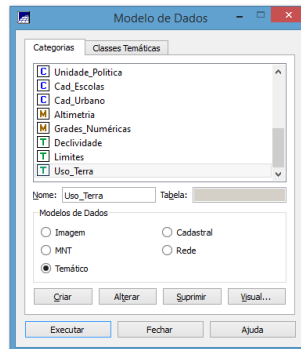 Modelo de Dados
Categorias Classes Temáticas
C Unidade_Politica
C Cad_Escolas
C Cad_Urbano
M Altimetria
M Grades_Numéricas
T Declividade
T Limites
T Uso_Terra
Nome: Uso_Terra Tabela:
Modelos de Dados
Imagem Cadastral
MNT Rede
Temático
Criar Alterar Suprimir Visual...
Executar Fechar Ajuda